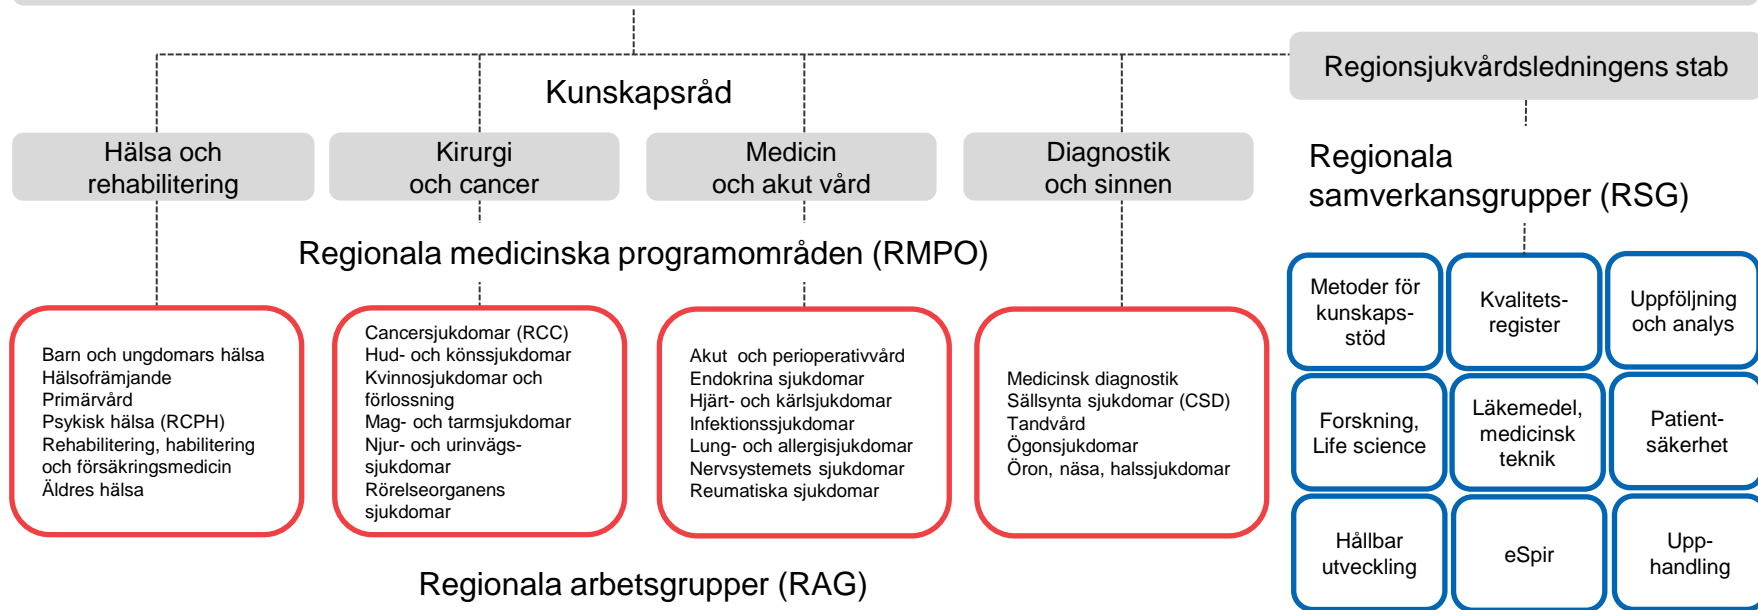 Regionsjukvårdsledningens stab
Kunskapsråd
Hälsa och
rehabilitering
Kirurgi
och cancer
Medicin
och akut vård
Diagnostik
och sinnen
Regionala
samverkansgrupper (RSG)
Regionala medicinska programområden (RMPO)
Barn och ungdomars hälsa
Hälsofrämjande
Primärvård
Psykisk hälsa (RCPH)
Rehabilitering, habilitering
och försäkringsmedicin
Äldres hälsa
Cancersjukdomar (RCC)
Hud- och könssjukdomar
Kvinnosjukdomar och
förlossning
Mag- och tarmsjukdomar
Njur- och urinvägs-
sjukdomar
Rörelseorganens
sjukdomar
Akut  och perioperativvård
Endokrina sjukdomar
Hjärt- och kärlsjukdomar
Infektionssjukdomar
Lung- och allergisjukdomar
Nervsystemets sjukdomar
Reumatiska sjukdomar
Medicinsk diagnostik
Sällsynta sjukdomar (CSD)
Tandvård
Ögonsjukdomar
Öron, näsa, halssjukdomar
Metoder för
kunskaps-
stöd
Kvalitets-
register
Uppföljning
och analys
Forskning,
Life science
Läkemedel,
medicinsk
teknik
Patient-
säkerhet
Hållbar
utveckling
eSpir
Upp-
handling
Regionala arbetsgrupper (RAG)